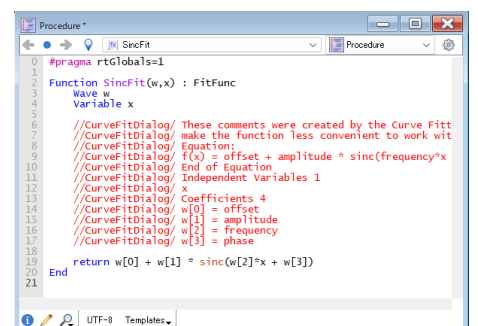 Procedure *
SincFit
Procedure
0 #pragma rtGlobals=1
1
2 Function SincFit(w,x) : FitFunc
3 Wave w
4 Variable x
5
6 //CurveFitDialog/ These comments were created by the Curve Fitt
7 //CurveFitDialog/ make the function less convenient to work wit
8 //CurveFitDialog/ Equation:
9 //CurveFitDialog/ f(x) = offset + amplitude * sinc(frequency*x
10 //CurveFitDialog/ End of Equation
11 //CurveFitDialog/ Independent Variables 1
12 //CurveFitDialog/ x
13 //CurveFitDialog/ Coefficients 4
14 //CurveFitDialog/ w[0] = offset
15 //CurveFitDialog/ w[1] = amplitude
16 //CurveFitDialog/ w[2] = frequency
17 //CurveFitDialog/ w[3] = phase
18
19 return w[0] + w[1] * sinc(w[2]*x + w[3])
20 End
21
UTF-8 Templates